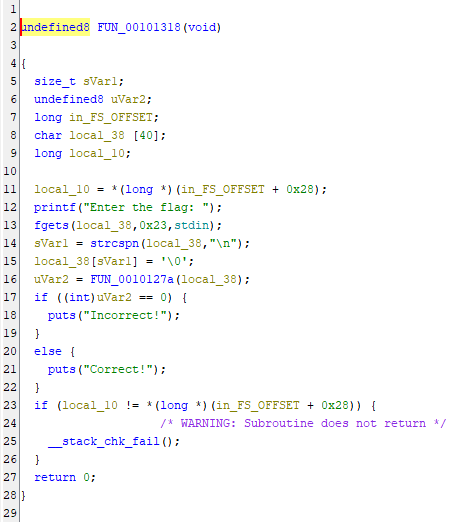 1
2 undefined8 FUN_00101318(void)
3
4 {
5   size_t sVar1;
6   undefined8 uVar2;
7   long in_FS_OFFSET;
8   char local_38 [40];
9   long local_10;
10
11   local_10 = *(long *)(in_FS_OFFSET + 0x28);
12   printf("Enter the flag: ");
13   fgets(local_38,0x23,stdin);
14   sVar1 = strcspn(local_38,"\n");
15   local_38[sVar1] = '\0';
16   uVar2 = FUN_0010127a(local_38);
17   if ((int)uVar2 == 0) {
18     puts("Incorrect!");
19   }
20   else {
21     puts("Correct!");
22   }
23   if (local_10 != *(long *)(in_FS_OFFSET + 0x28)) {
24                     /* WARNING: Subroutine does not return */
25     __stack_chk_fail();
26   }
27   return 0;
28 }
29